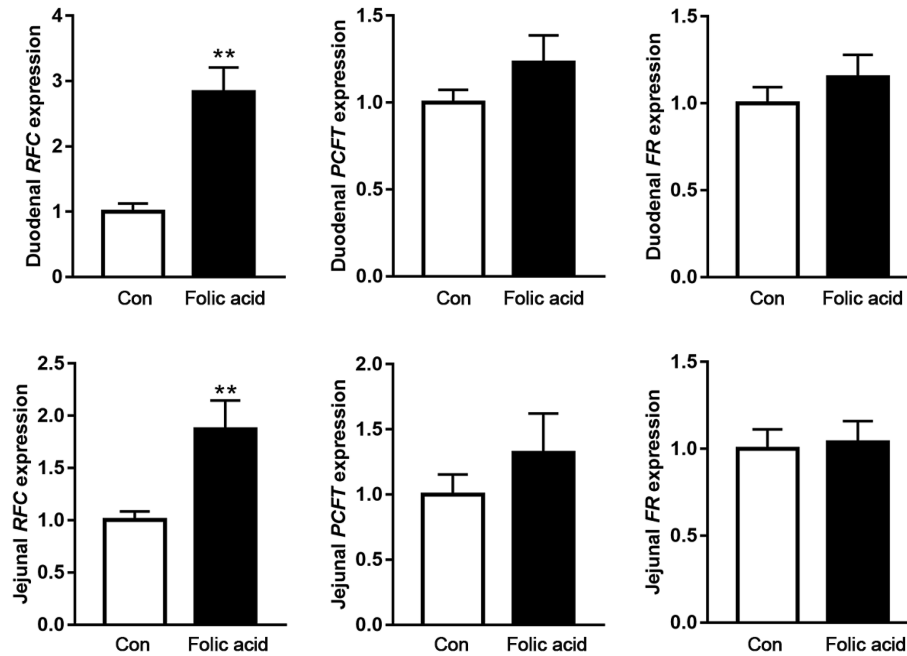 Duodenal RFC expression
4
3
2
1
0
**
Con
Folic acid
Duodenal PCFT expression
1.5
1.0
0.5
0.0
Con
Folic acid
Duodenal FR expression
1.5
1.0
0.5
0.0
Con
Folic acid
Jejunal RFC expression
2.5
2.0
1.5
1.0
0.5
0.0
**
Con
Folic acid
Jejunal PCFT expression
2.0
1.5
1.0
0.5
0.0
Con
Folic acid
Jejunal FR expression
1.5
1.0
0.5
0.0
Con
Folic acid